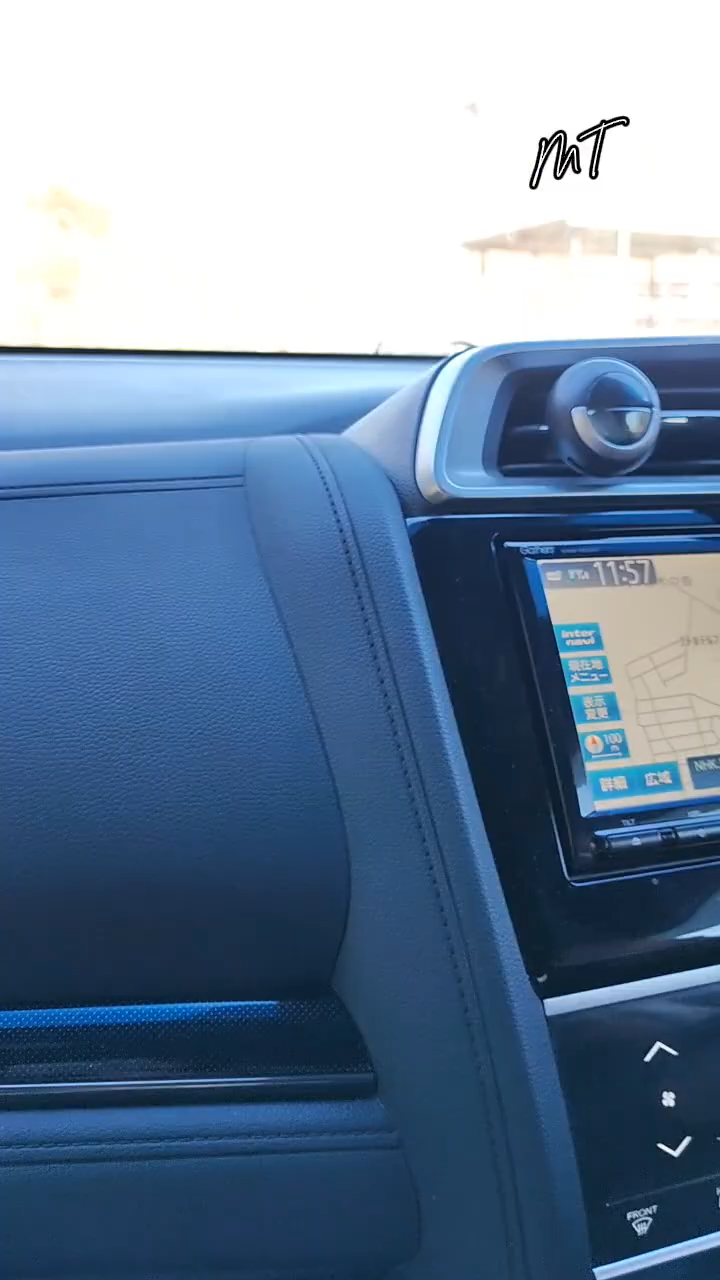 MT
Gathers
11:57
inter
navi
現在地
メニュー
表示
変更
100
m
詳細
広域
NHK
TILT
FRONT